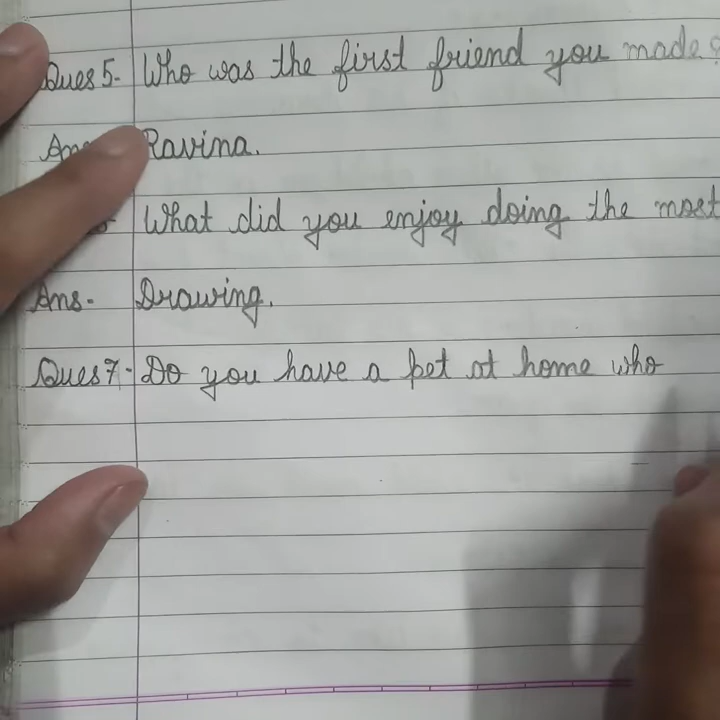 Ques 5- Who was the first friend you made?
Ravina.
What did you enjoy doing the most
Ans- Drawing.
Ques 7- Do you have a pet at home who